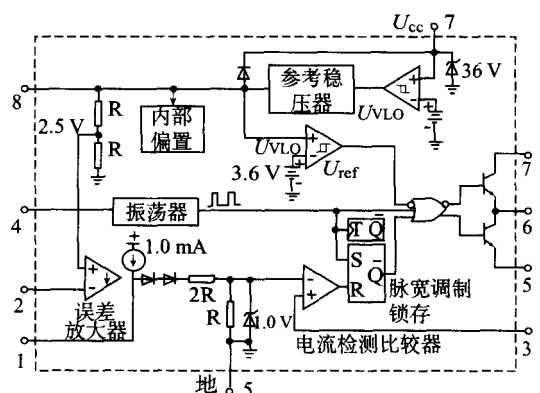 Ucc 7
36 V
参考稳
压器
UVLO
8
R
2.5 V
R
内部
偏置
UVLO
3.6 V
Uref
7
4
振荡器
6
T Q̄
1.0 mA
S
Q̄
R
脉宽调制
锁存
5
2
误差
放大器
2R
R
1.0 V
电流检测比较器
3
1
地 5